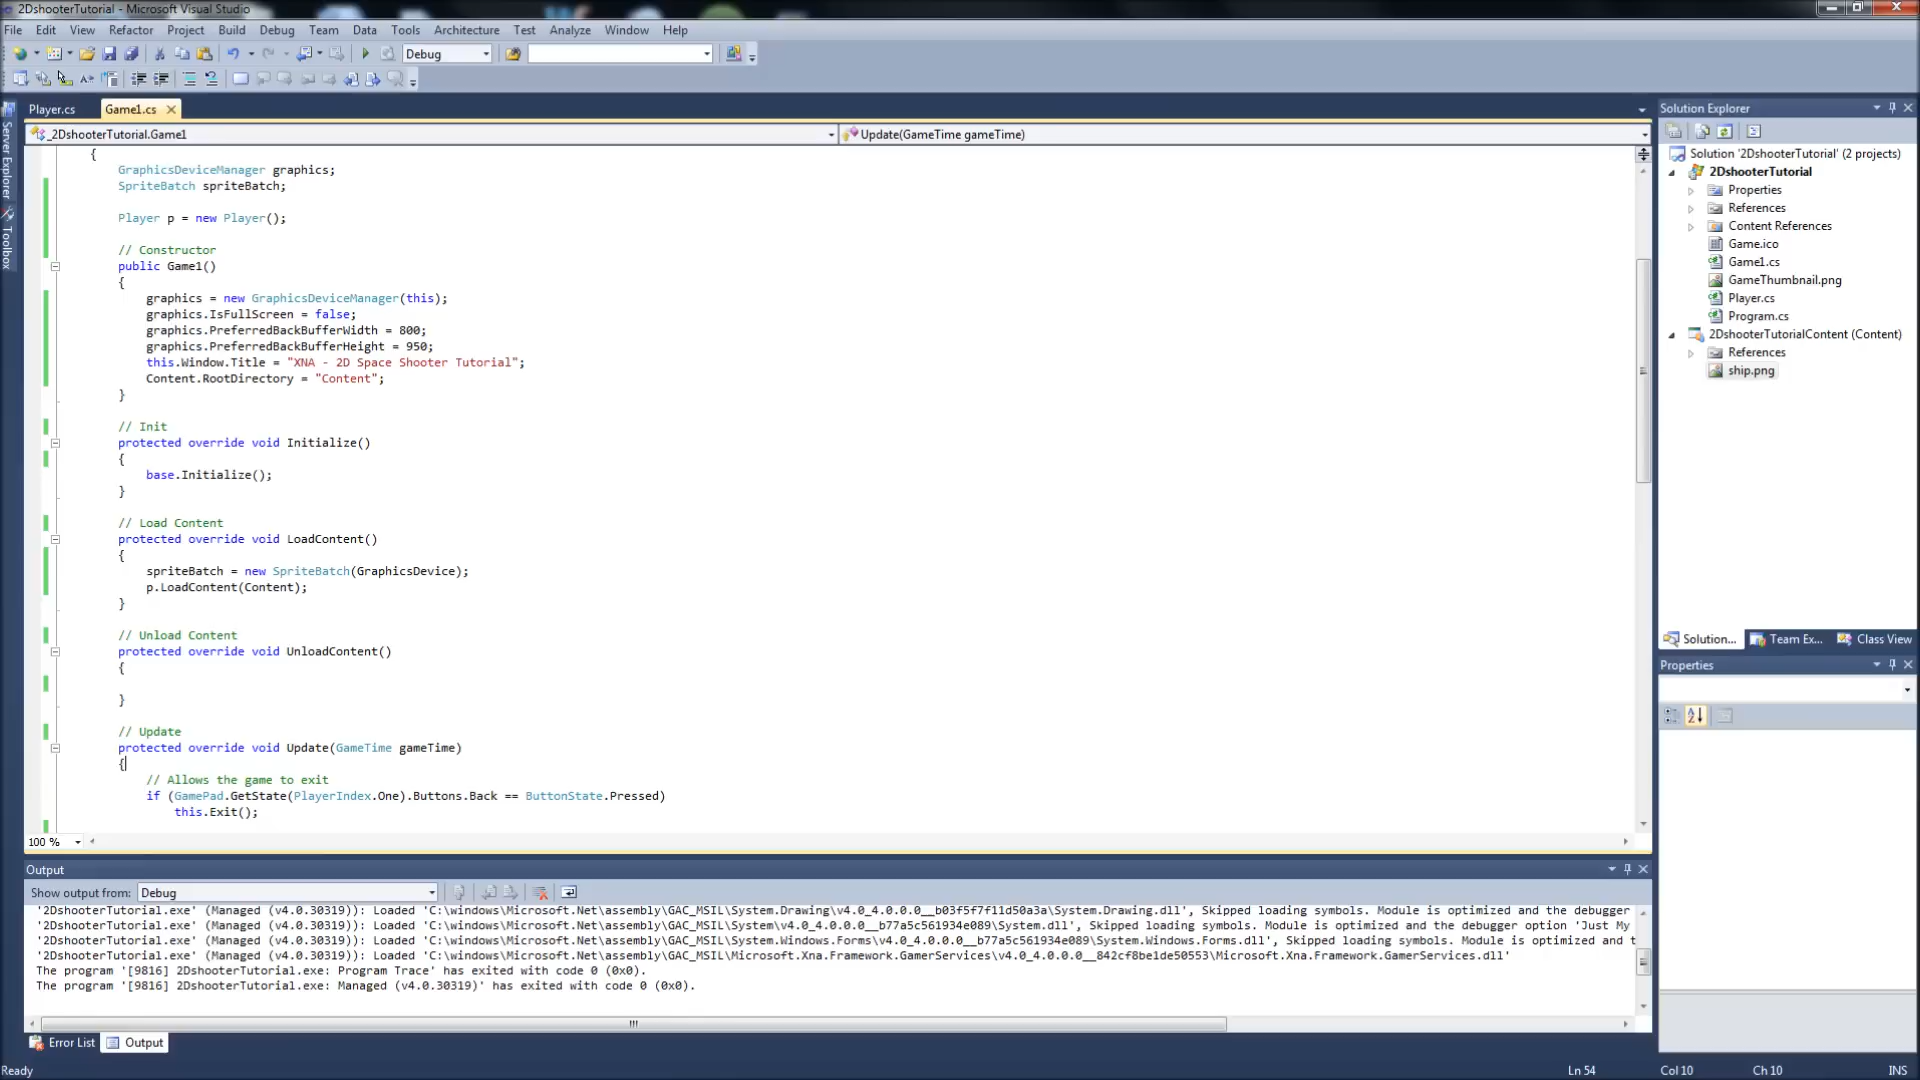 2DshooterTutorial - Microsoft Visual Studio
File Edit View Refactor Project Build Debug Team Data Tools Architecture Test Analyze Window Help
Debug
Player.cs Game1.cs
_2DshooterTutorial.Game1 Update(GameTime gameTime)
Server Explorer
Toolbox
{
GraphicsDeviceManager graphics;
SpriteBatch spriteBatch;
Player p = new Player();
// Constructor
public Game1()
{
graphics = new GraphicsDeviceManager(this);
graphics.IsFullScreen = false;
graphics.PreferredBackBufferWidth = 800;
graphics.PreferredBackBufferHeight = 950;
this.Window.Title = "XNA - 2D Space Shooter Tutorial";
Content.RootDirectory = "Content";
}
// Init
protected override void Initialize()
{
base.Initialize();
}
// Load Content
protected override void LoadContent()
{
spriteBatch = new SpriteBatch(GraphicsDevice);
p.LoadContent(Content);
}
// Unload Content
protected override void UnloadContent()
{
}
// Update
protected override void Update(GameTime gameTime)
{
// Allows the game to exit
if (GamePad.GetState(PlayerIndex.One).Buttons.Back == ButtonState.Pressed)
this.Exit();
100 %
Output
Show output from: Debug
'2DshooterTutorial.exe' (Managed (v4.0.30319)): Loaded 'C:\windows\Microsoft.Net\assembly\GAC_MSIL\System.Drawing\v4.0_4.0.0.0__b03f5f7f11d50a3a\System.Drawing.dll', Skipped loading symbols. Module is optimized and the debugger
'2DshooterTutorial.exe' (Managed (v4.0.30319)): Loaded 'C:\windows\Microsoft.Net\assembly\GAC_MSIL\System\v4.0_4.0.0.0__b77a5c561934e089\System.dll', Skipped loading symbols. Module is optimized and the debugger option 'Just My
'2DshooterTutorial.exe' (Managed (v4.0.30319)): Loaded 'C:\windows\Microsoft.Net\assembly\GAC_MSIL\System.Windows.Forms\v4.0_4.0.0.0__b77a5c561934e089\System.Windows.Forms.dll', Skipped loading symbols. Module is optimized and t
'2DshooterTutorial.exe' (Managed (v4.0.30319)): Loaded 'C:\windows\Microsoft.Net\assembly\GAC_MSIL\Microsoft.Xna.Framework.GamerServices\v4.0_4.0.0.0__842cf8be1de50553\Microsoft.Xna.Framework.GamerServices.dll'
The program '[9816] 2DshooterTutorial.exe: Program Trace' has exited with code 0 (0x0).
The program '[9816] 2DshooterTutorial.exe: Managed (v4.0.30319)' has exited with code 0 (0x0).
Error List Output
Solution Explorer
Solution '2DshooterTutorial' (2 projects)
2DshooterTutorial
Properties
References
Content References
Game.ico
Game1.cs
GameThumbnail.png
Player.cs
Program.cs
2DshooterTutorialContent (Content)
References
ship.png
Solution... Team Ex... Class View
Properties
Ready Ln 54 Col 10 Ch 10 INS